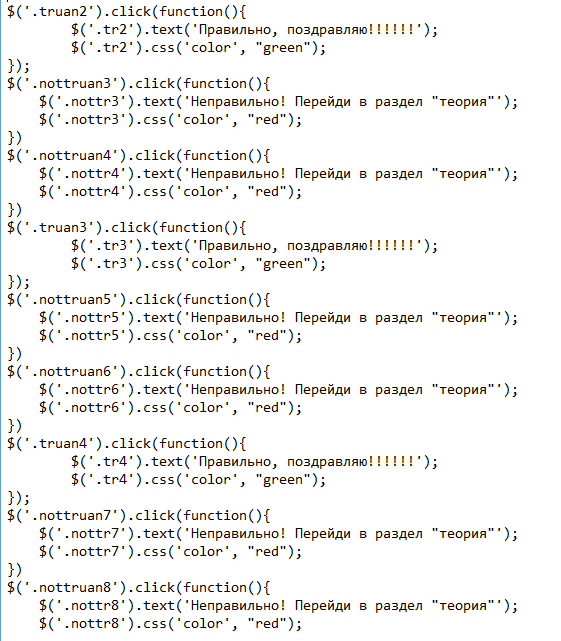 $('.truan2').click(function(){
        $('.tr2').text('Правильно, поздравляю!!!!!!');
        $('.tr2').css('color', "green");
});
$('.nottruan3').click(function(){
    $('.nottr3').text('Неправильно! Перейди в раздел "теория"');
    $('.nottr3').css('color', "red");
})
$('.nottruan4').click(function(){
    $('.nottr4').text('Неправильно! Перейди в раздел "теория"');
    $('.nottr4').css('color', "red");
})
$('.truan3').click(function(){
        $('.tr3').text('Правильно, поздравляю!!!!!!');
        $('.tr3').css('color', "green");
});
$('.nottruan5').click(function(){
    $('.nottr5').text('Неправильно! Перейди в раздел "теория"');
    $('.nottr5').css('color', "red");
})
$('.nottruan6').click(function(){
    $('.nottr6').text('Неправильно! Перейди в раздел "теория"');
    $('.nottr6').css('color', "red");
})
$('.truan4').click(function(){
        $('.tr4').text('Правильно, поздравляю!!!!!!');
        $('.tr4').css('color', "green");
});
$('.nottruan7').click(function(){
    $('.nottr7').text('Неправильно! Перейди в раздел "теория"');
    $('.nottr7').css('color', "red");
})
$('.nottruan8').click(function(){
    $('.nottr8').text('Неправильно! Перейди в раздел "теория"');
    $('.nottr8').css('color', "red");